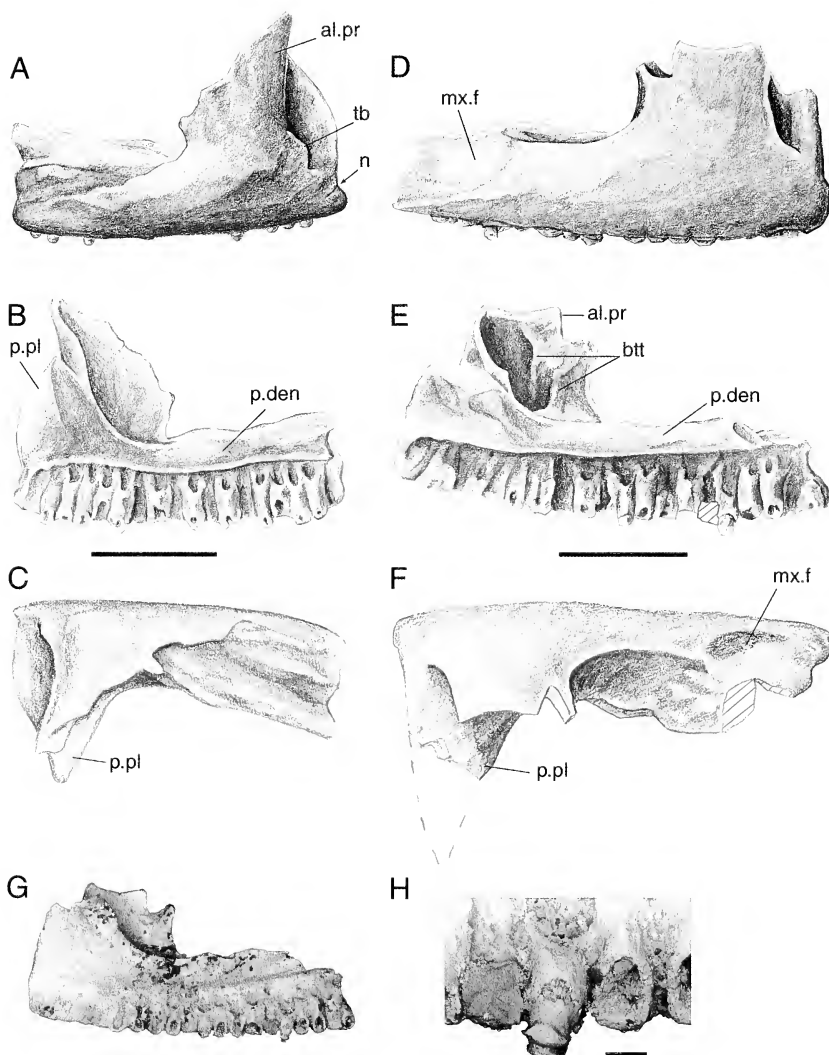 A
al.pr
tb
n
D
mx.f
B
p.pl
p.den
E
al.pr
btt
p.den
C
p.pl
F
mx.f
p.pl
G
H